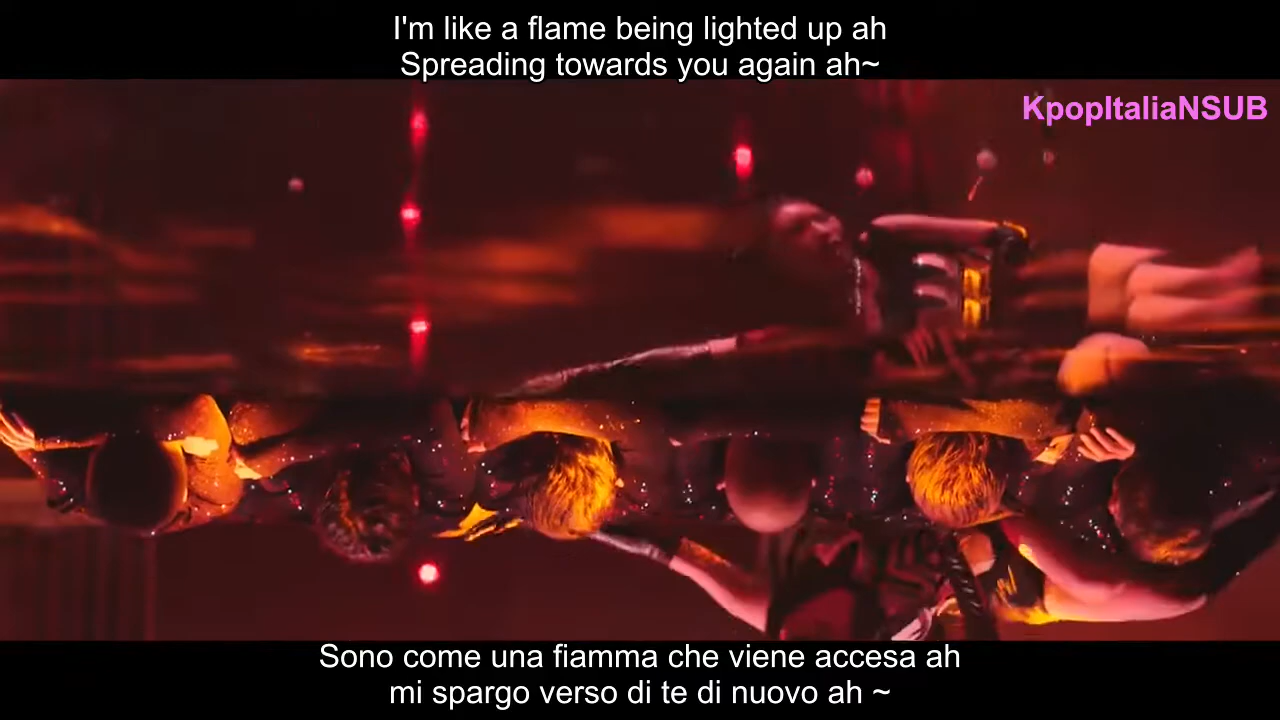 I'm like a flame being lighted up ah
Spreading towards you again ah~
KpopItaliaNSUB
Sono come una fiamma che viene accesa ah
mi spargo verso di te di nuovo ah ~